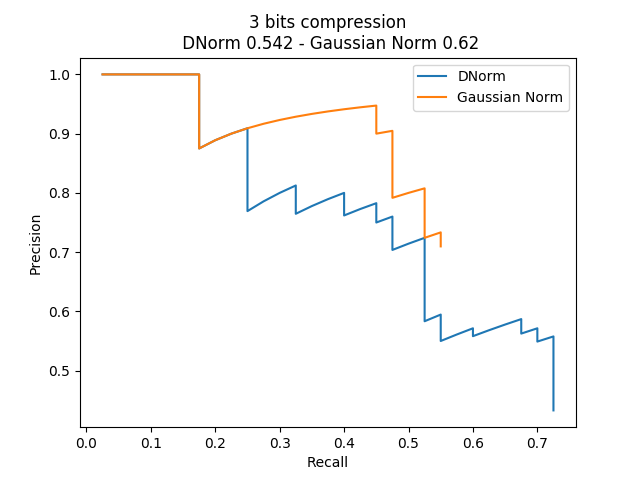 3 bits compression
DNorm 0.542 - Gaussian Norm 0.62
DNorm
Gaussian Norm
1.0
0.9
0.8
0.7
0.6
0.5
Precision
0.0 0.1 0.2 0.3 0.4 0.5 0.6 0.7
Recall